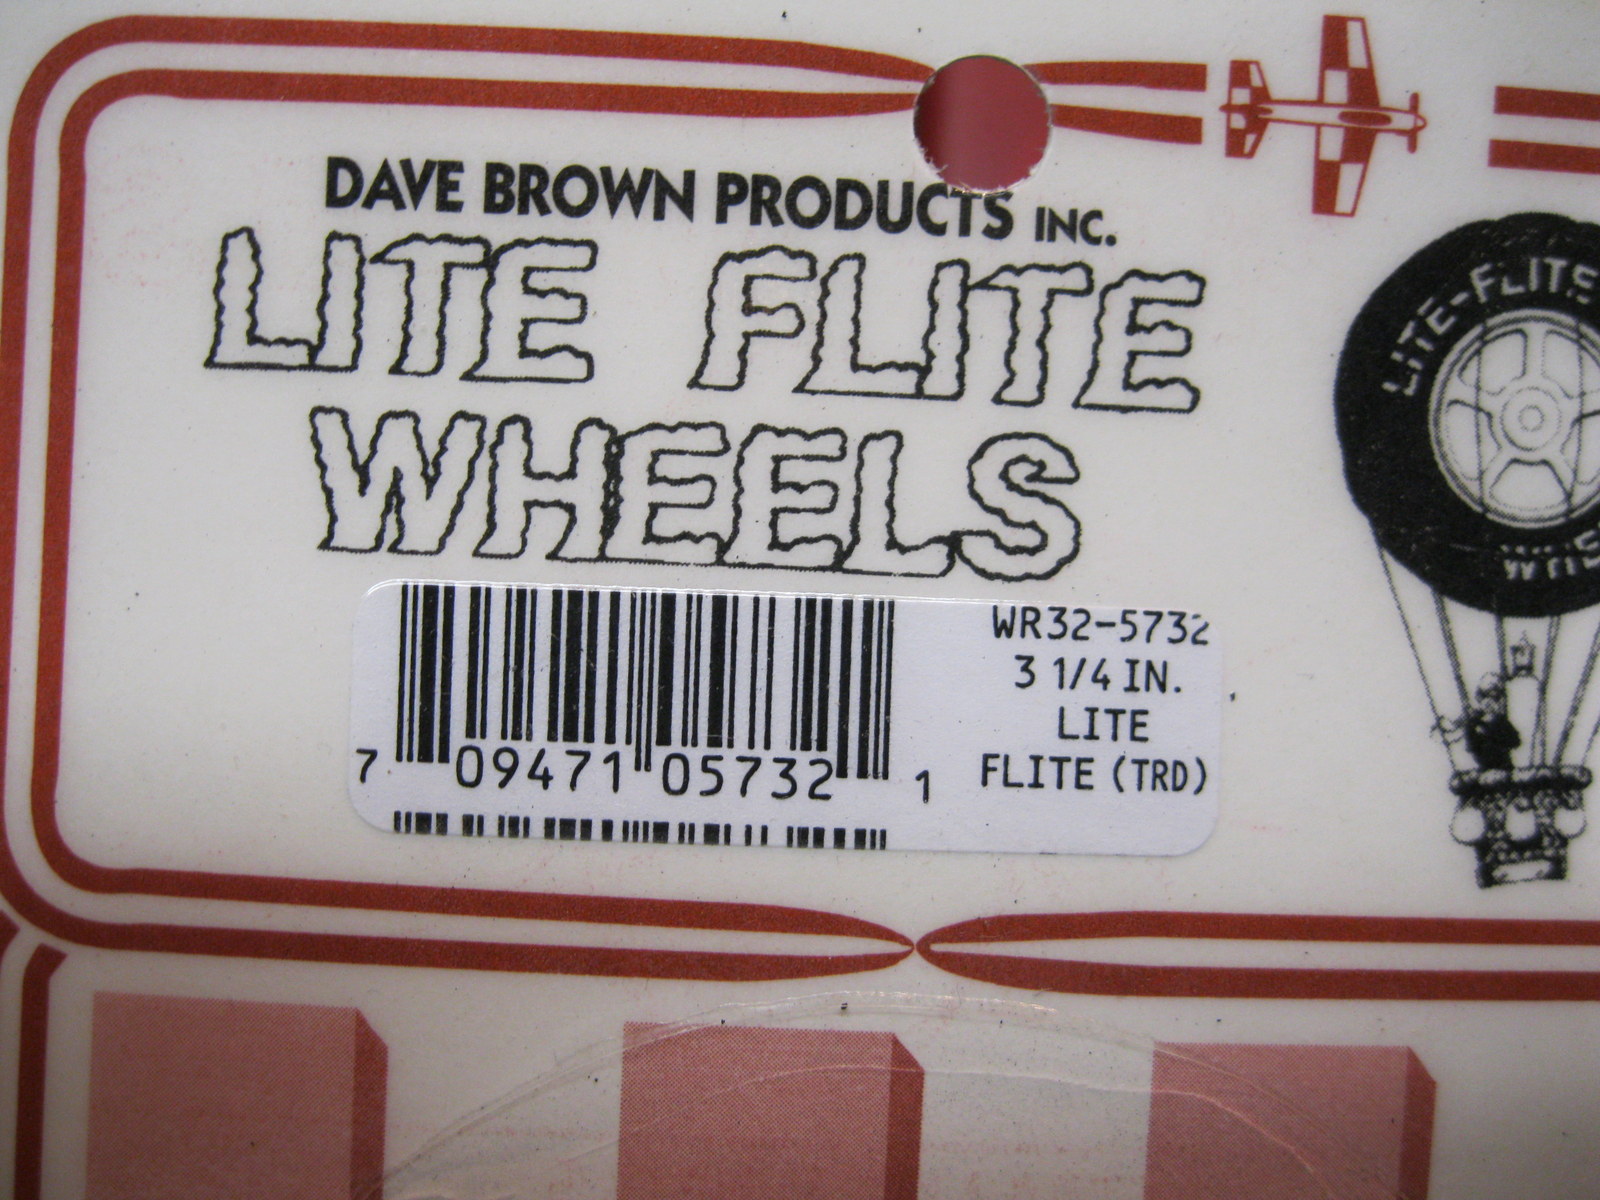 DAVE BROWN PRODUCTS INC.
LITE FLITE
WHEELS
LITE-FLITE
WR32-5732
3 1/4 IN.
LITE
FLITE (TRD)
7 09471 05732 1